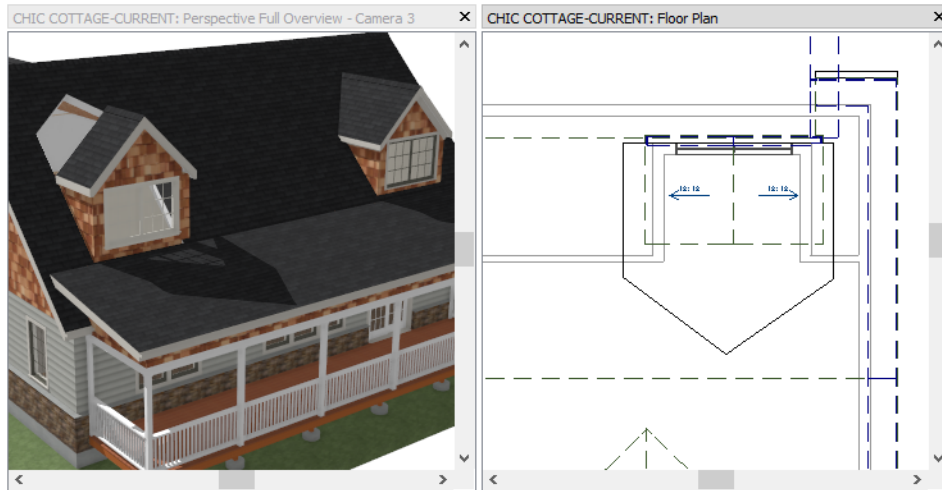 CHIC COTTAGE-CURRENT: Perspective Full Overview - Camera 3
CHIC COTTAGE-CURRENT: Floor Plan
12:12 12:12